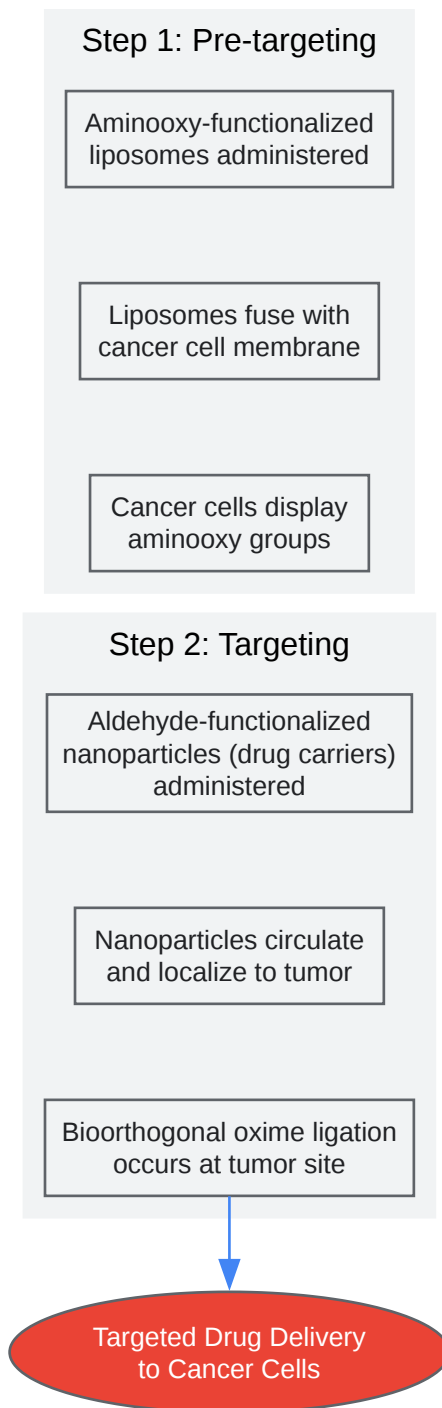 Step 1: Pre-targeting
Aminooxy-functionalized
liposomes administered
Liposomes fuse with
cancer cell membrane
Cancer cells display
aminooxy groups
Step 2: Targeting
Aldehyde-functionalized
nanoparticles (drug carriers)
administered
Nanoparticles circulate
and localize to tumor
Bioorthogonal oxime ligation
occurs at tumor site
Targeted Drug Delivery
to Cancer Cells